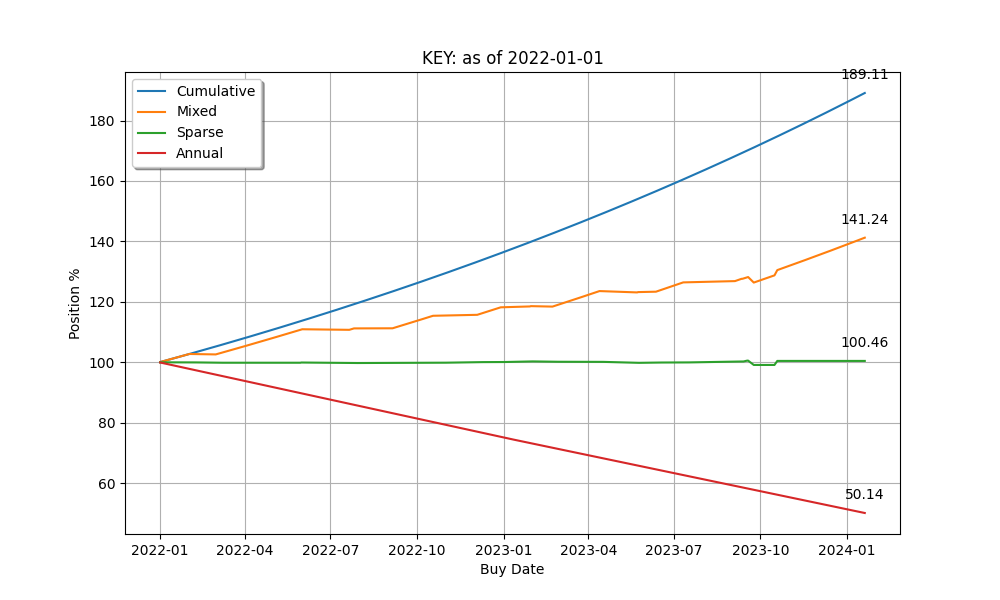 KEY: as of 2022-01-01
Cumulative
Mixed
Sparse
Annual
189.11
141.24
100.46
50.14
Position %
180
160
140
120
100
80
60
2022-01
2022-04
2022-07
2022-10
2023-01
2023-04
2023-07
2023-10
2024-01
Buy Date